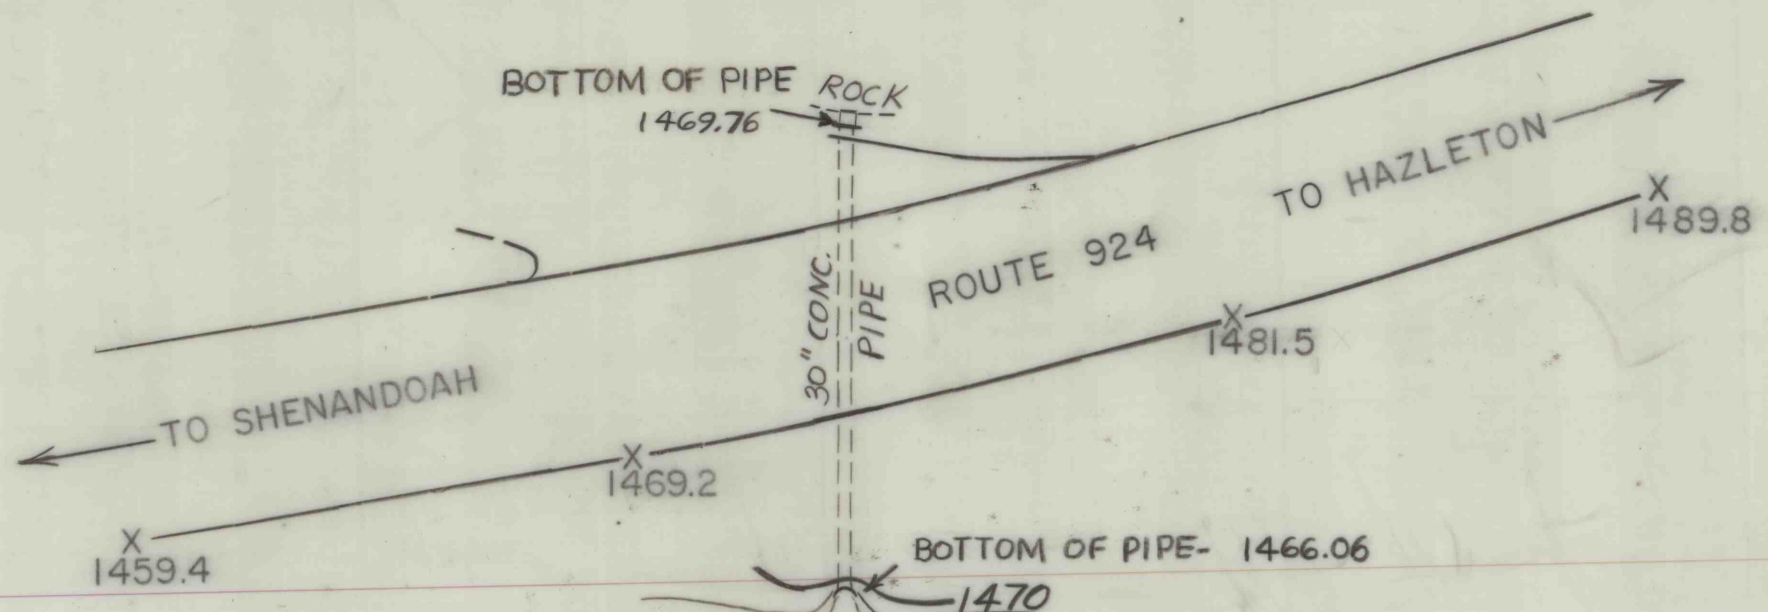 BOTTOM OF PIPE
1469.76
ROCK
TO HAZLETON
X
1489.8
ROUTE 924
30" CONC.
PIPE
X
1481.5
TO SHENANDOAH
X
1469.2
X
1459.4
BOTTOM OF PIPE- 1466.06
1470